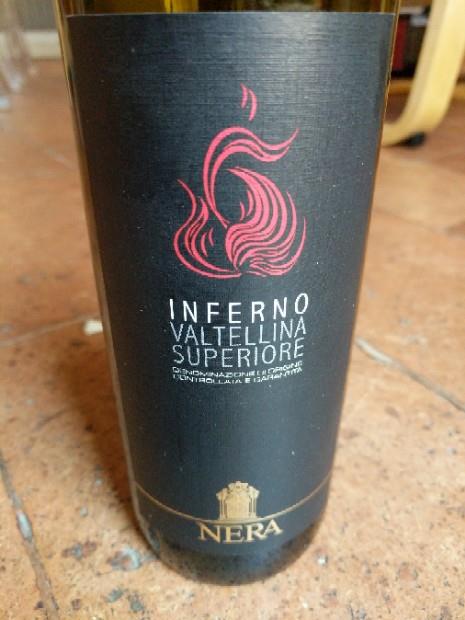 INFERNO
VALTELLINA
SUPERIORE
DENOMINAZIONE DI ORIGINE
CONTROLLATA E GARANTITA
NERA